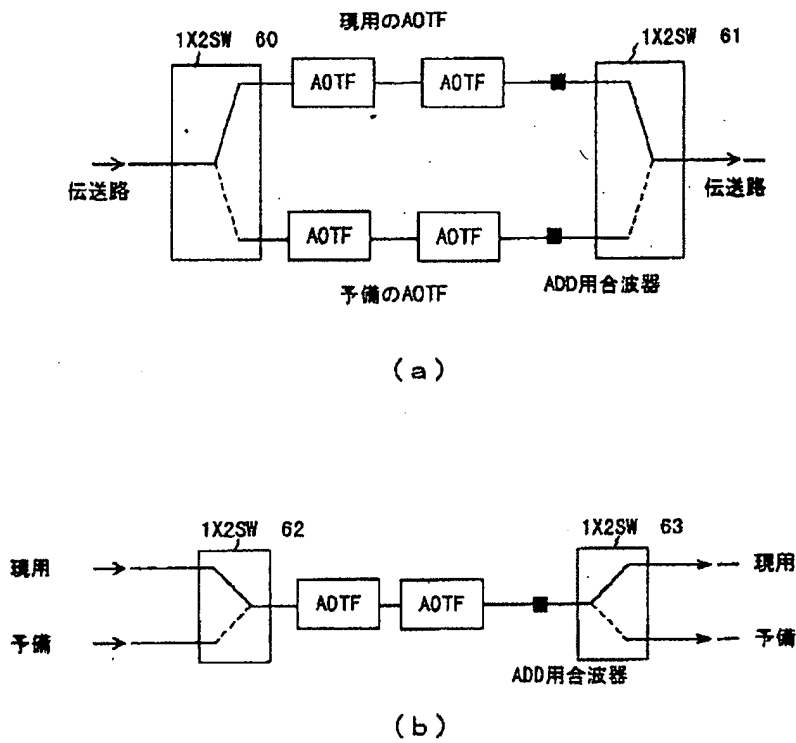 現用のAOTF
1X2SW 60
1X2SW 61
AOTF
AOTF
伝送路
伝送路
AOTF
AOTF
予備のAOTF
ADD用合波器
(a)
1X2SW 62
1X2SW 63
現用
現用
AOTF
AOTF
予備
予備
ADD用合波器
(b)